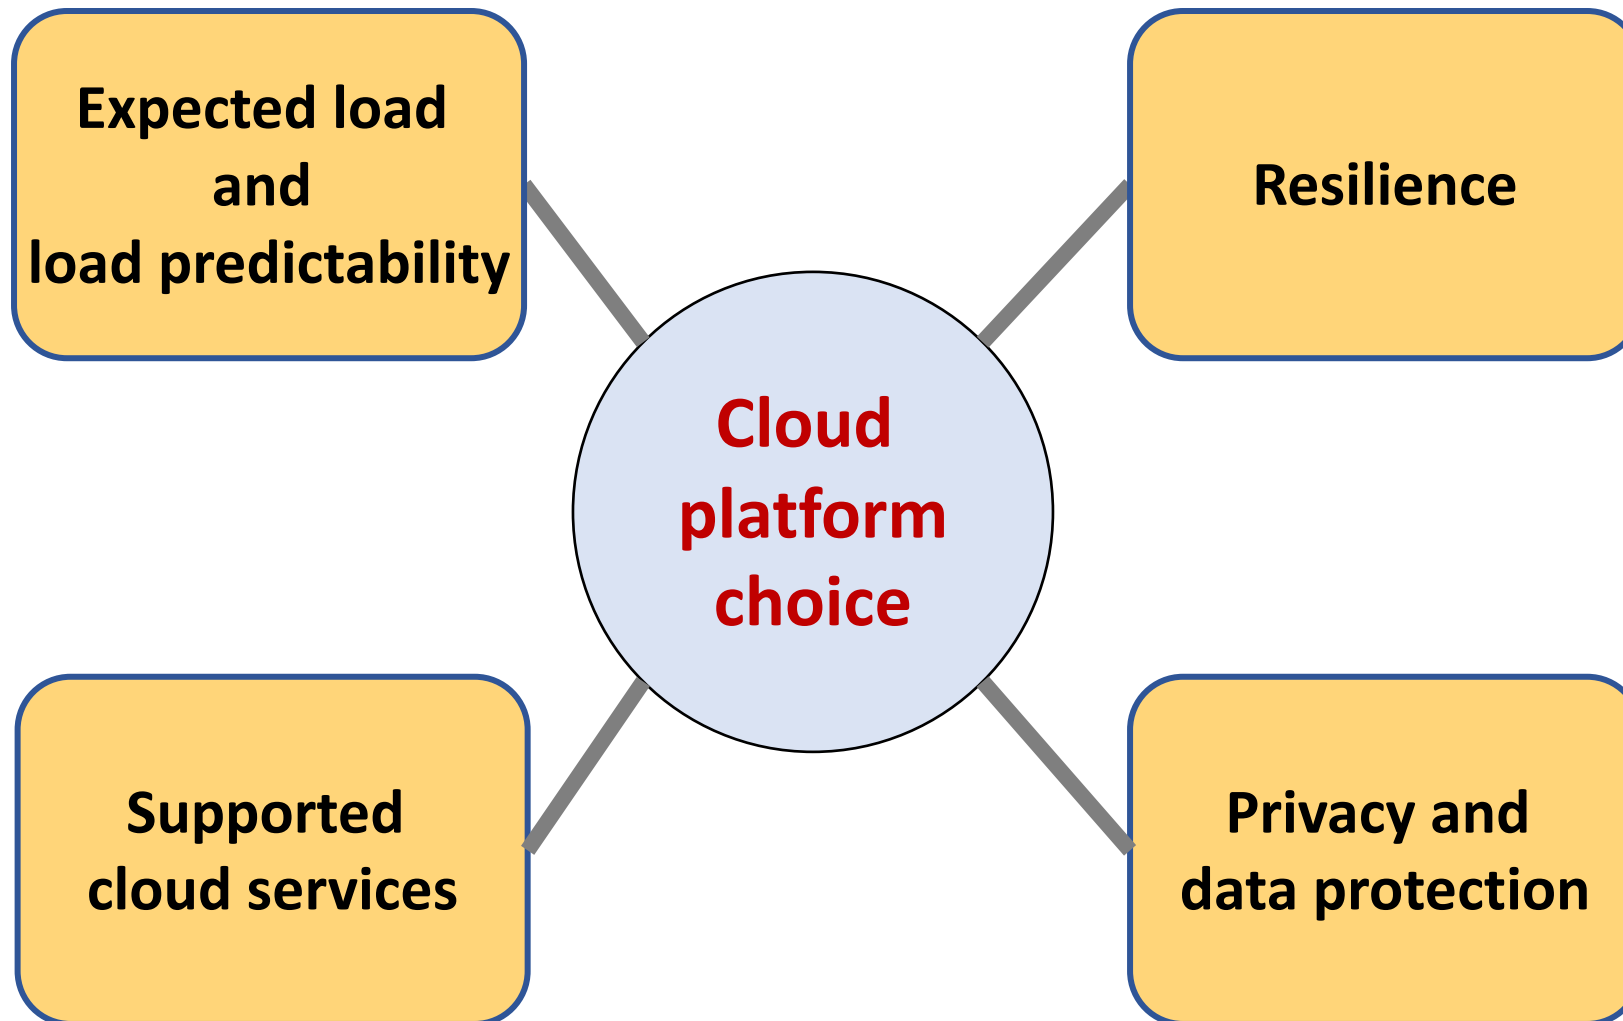 Expected load
and
load predictability
Resilience
Cloud
platform
choice
Supported
cloud services
Privacy and
data protection